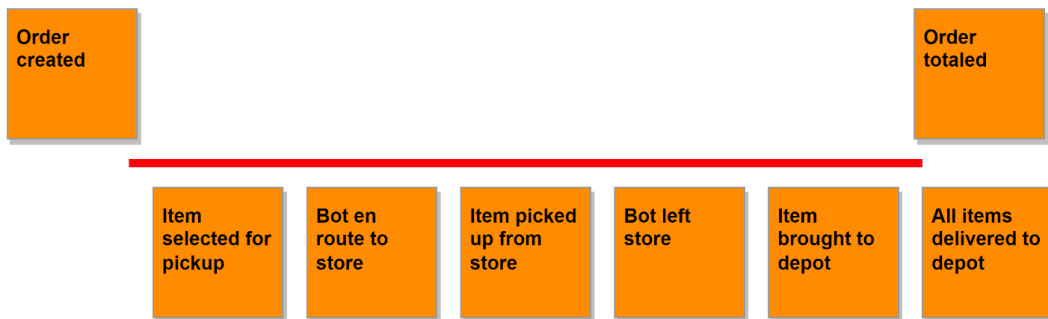 Order
created
Order
totaled
Item
selected for
pickup
Bot en
route to
store
Item picked
up from
store
Bot left
store
Item
brought to
depot
All items
delivered to
depot